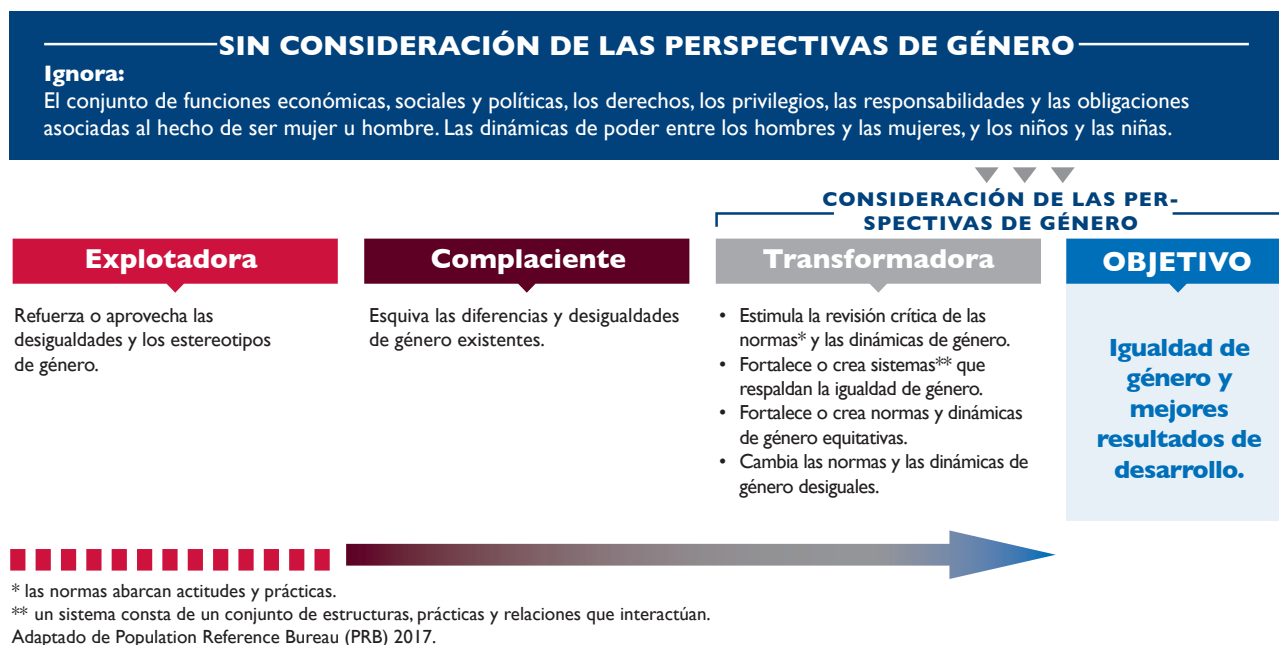 SIN CONSIDERACIÓN DE LAS PERSPECTIVAS DE GÉNERO
Ignora:
El conjunto de funciones económicas, sociales y políticas, los derechos, los privilegios, las responsabilidades y las obligaciones
asociadas al hecho de ser mujer u hombre. Las dinámicas de poder entre los hombres y las mujeres, y los niños y las niñas.
CONSIDERACIÓN DE LAS PER-
SPECTIVAS DE GÉNERO
Explotadora
Refuerza o aprovecha las
desigualdades y los estereotipos
de género.
Complaciente
Esquiva las diferencias y desigualdades
de género existentes.
Transformadora
• Estimula la revisión crítica de las
normas* y las dinámicas de género.
• Fortalece o crea sistemas** que
respaldan la igualdad de género.
• Fortalece o crea normas y dinámicas
de género equitativas.
• Cambia las normas y las dinámicas de
género desiguales.
OBJETIVO
Igualdad de
género y
mejores
resultados de
desarrollo.
* las normas abarcan actitudes y prácticas.
** un sistema consta de un conjunto de estructuras, prácticas y relaciones que interactúan.
Adaptado de Population Reference Bureau (PRB) 2017.